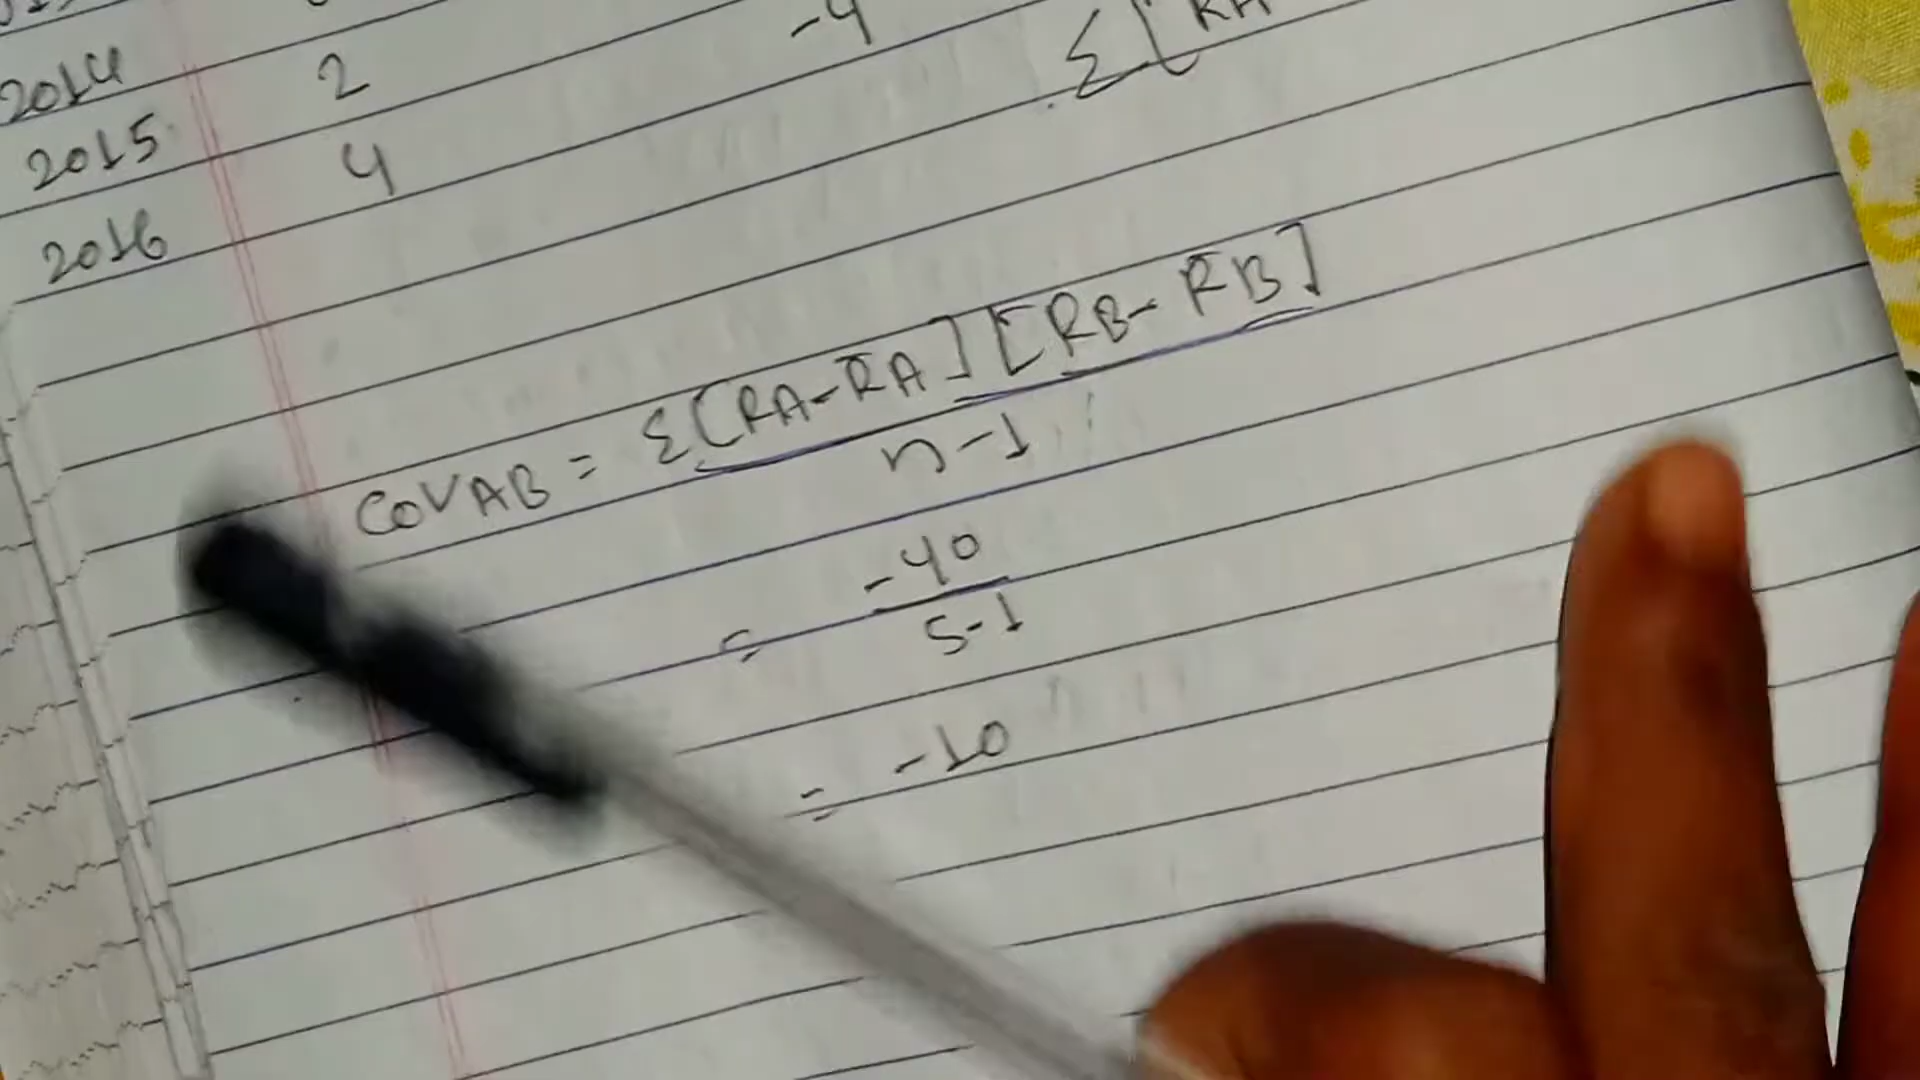 2014 2 -4 Σ[RA
2015 4
2016
COVAB = Σ[RA-R̅A] [RB-R̅B]
n-1
= -40
5-1
= -10